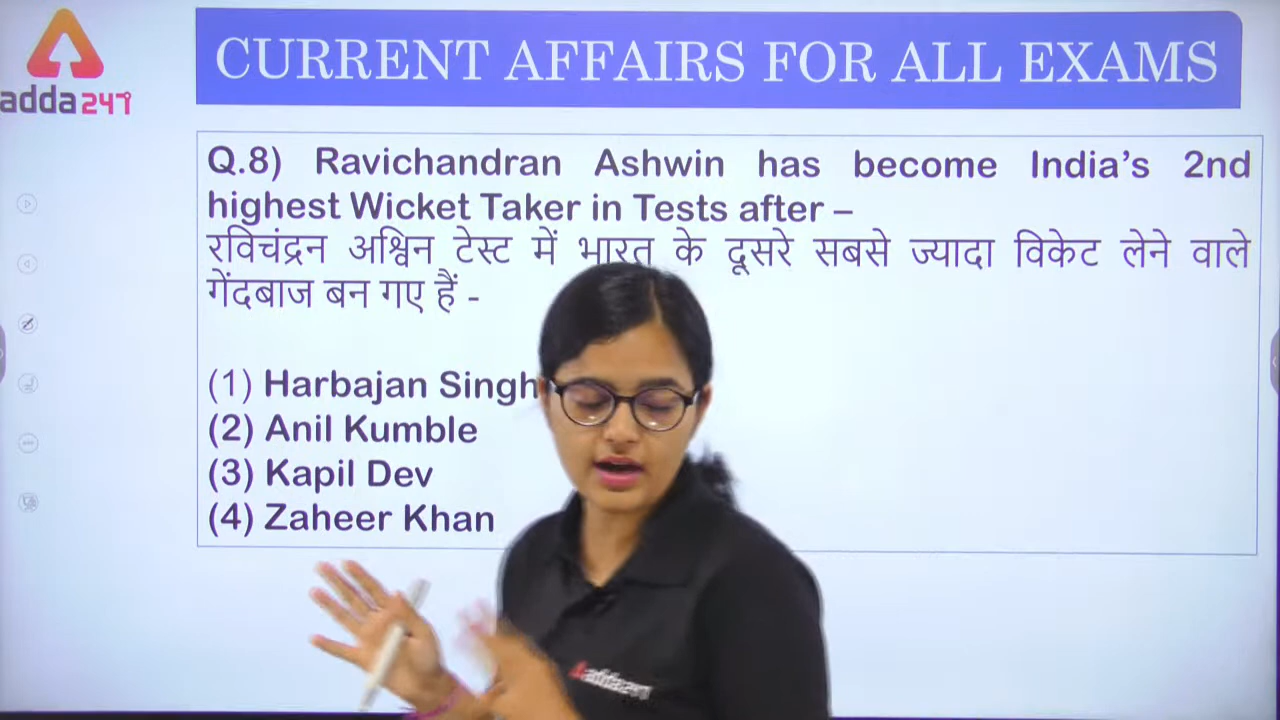 CURRENT AFFAIRS FOR ALL EXAMS
adda247
Q.8) Ravichandran Ashwin has become India's 2nd
highest Wicket Taker in Tests after –
रविचंद्रन अश्विन टेस्ट में भारत के दूसरे सबसे ज्यादा विकेट लेने वाले
गेंदबाज बन गए हैं -
(1) Harbajan Singh
(2) Anil Kumble
(3) Kapil Dev
(4) Zaheer Khan
adda247